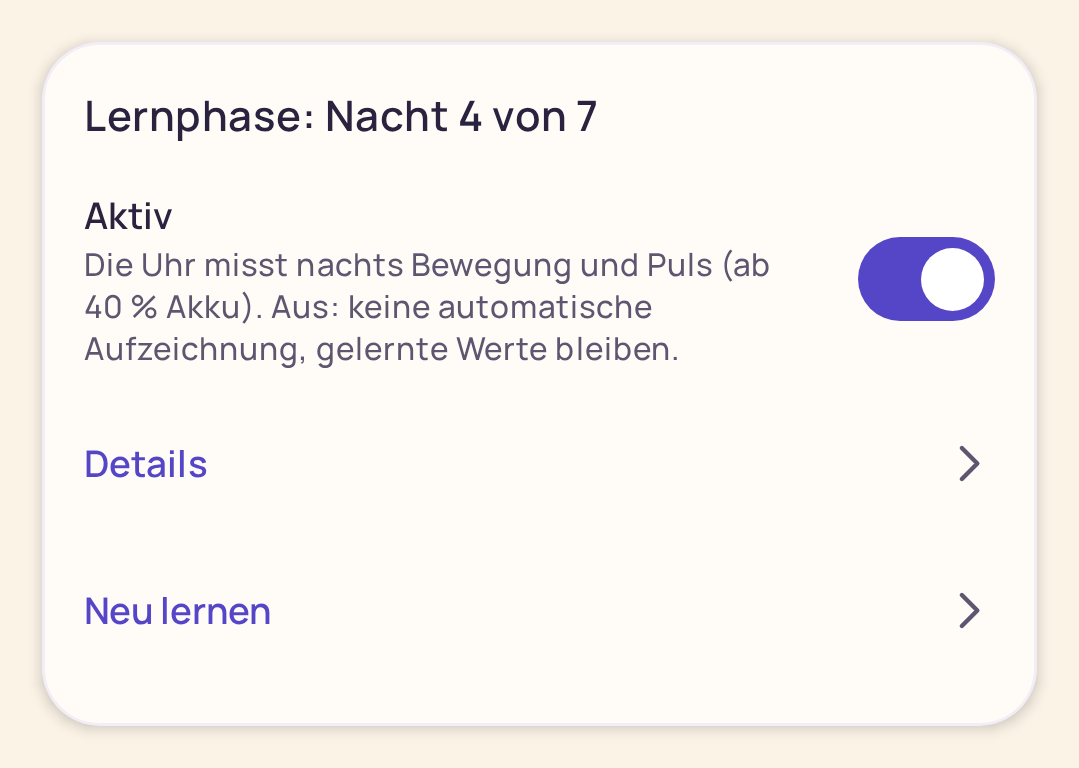 Lernphase: Nacht 4 von 7
Aktiv
Die Uhr misst nachts Bewegung und Puls (ab
40 % Akku). Aus: keine automatische
Aufzeichnung, gelernte Werte bleiben.
Details
Neu lernen